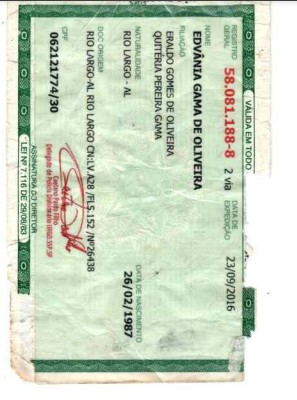 VÁLIDA EM TODO
REGISTRO GERAL 58.081.188-8 2 via DATA DE EXPEDIÇÃO 23/09/2016
NOME
EDVÂNIA GAMA DE OLIVEIRA
FILIAÇÃO
ERALDO GOMES DE OLIVEIRA
QUITÉRIA PEREIRA GAMA
NATURALIDADE DATA DE NASCIMENTO
RIO LARGO - AL 26/02/1987
DOC ORIGEM
RIO LARGO-AL RIO LARGO CN:LV.A28 /FLS.152 /Nº26438
CPF
062121774/30
ASSINATURA DO DIRETOR
LEI Nº 7.116 DE 29/08/83